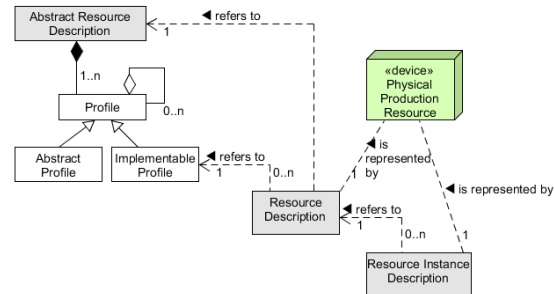 Abstract Resource
Description
◄ refers to
1
1..n
«device»
Physical
Production
Resource
Profile
0..n
◄ is
represented
by
1
Abstract
Profile
Implementable
Profile
◄ refers to
1
0..n
◄ is represented by
1
Resource
Description
◄ refers to
1
0..n
Resource Instance
Description